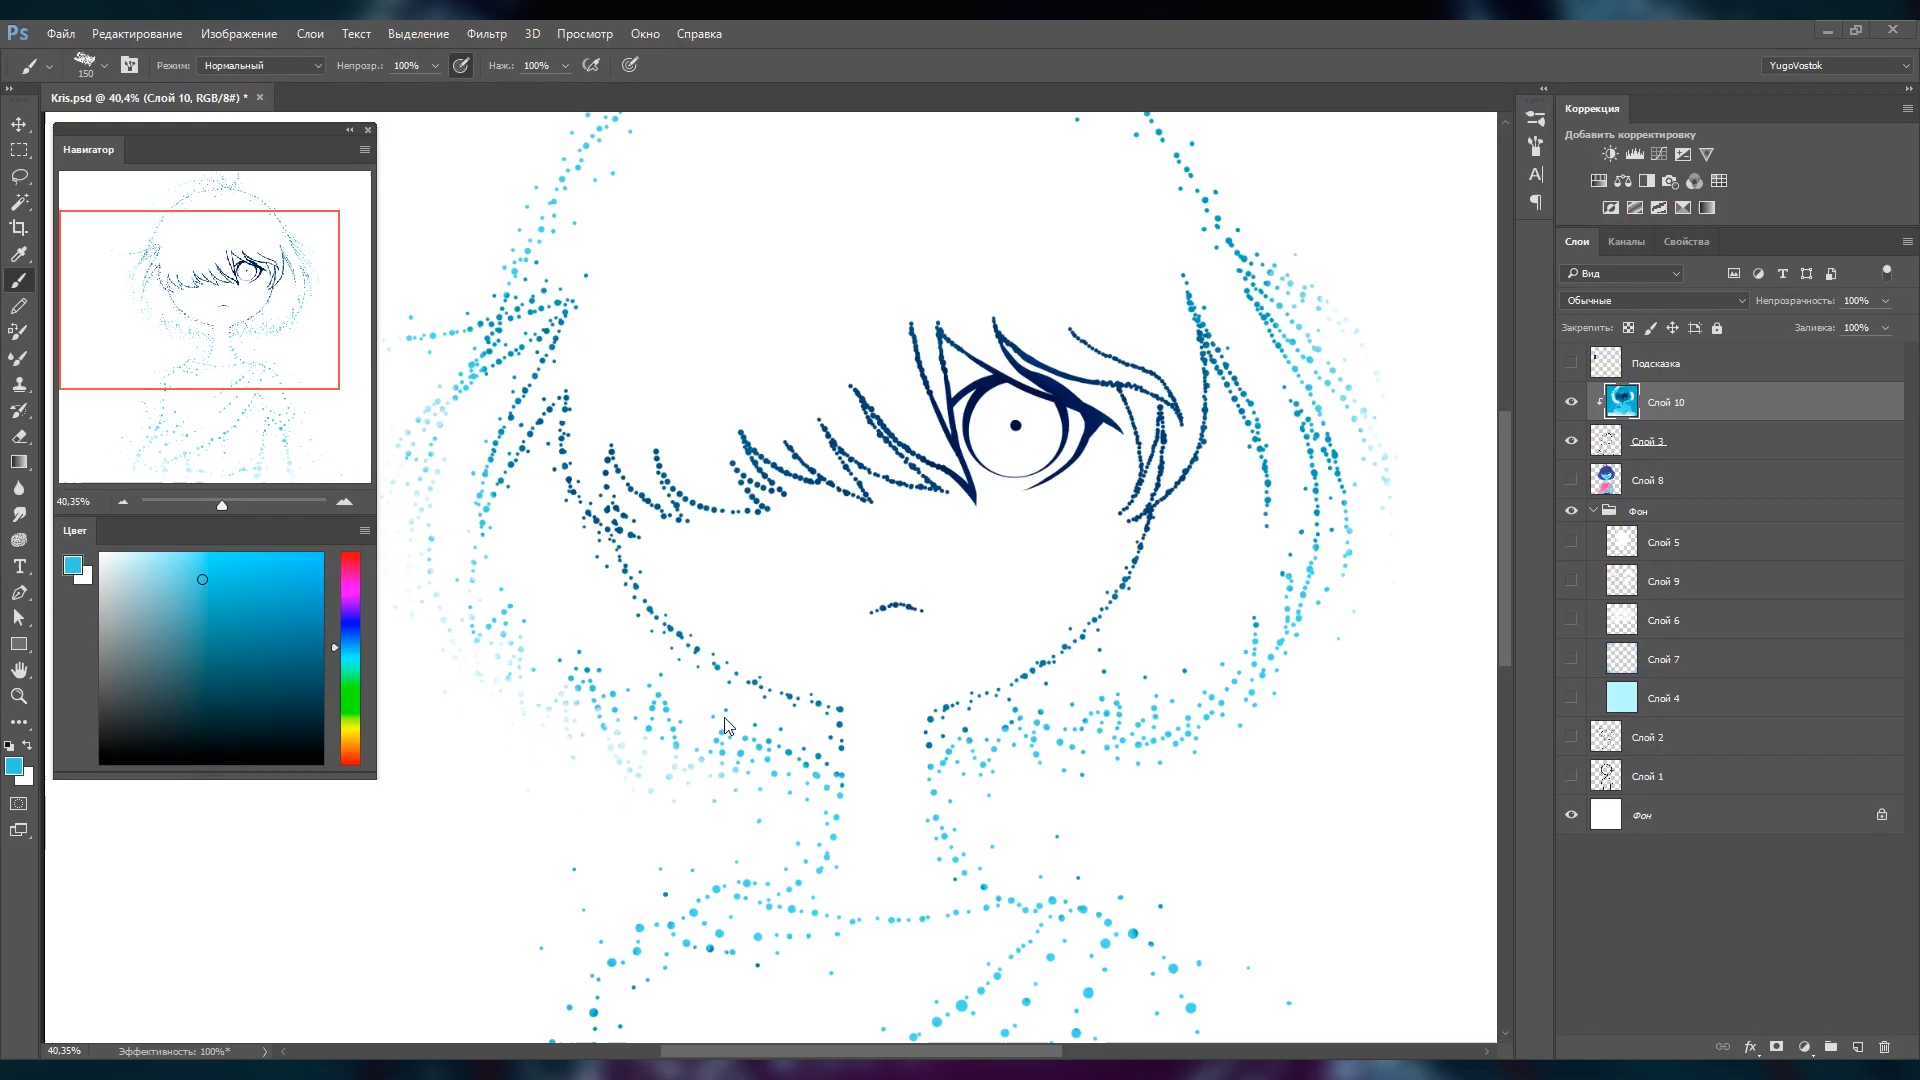 Ps Файл Редактирование Изображение Слои Текст Выделение Фильтр 3D Просмотр Окно Справка
150 Режим: Нормальный Непрозр.: 100% Наж.: 100% YugoVostok
Kris.psd @ 40,4% (Слой 10, RGB/8#) *
Навигатор
40,35%
Цвет
Коррекция
Добавить корректировку
Слои Каналы Свойства
Вид
Обычные Непрозрачность: 100%
Закрепить: Заливка: 100%
Подсказка
Слой 10
Слой 3
Слой 8
Фон
Слой 5
Слой 9
Слой 6
Слой 7
Слой 4
Слой 2
Слой 1
Фон
40,35% Эффективность: 100%*